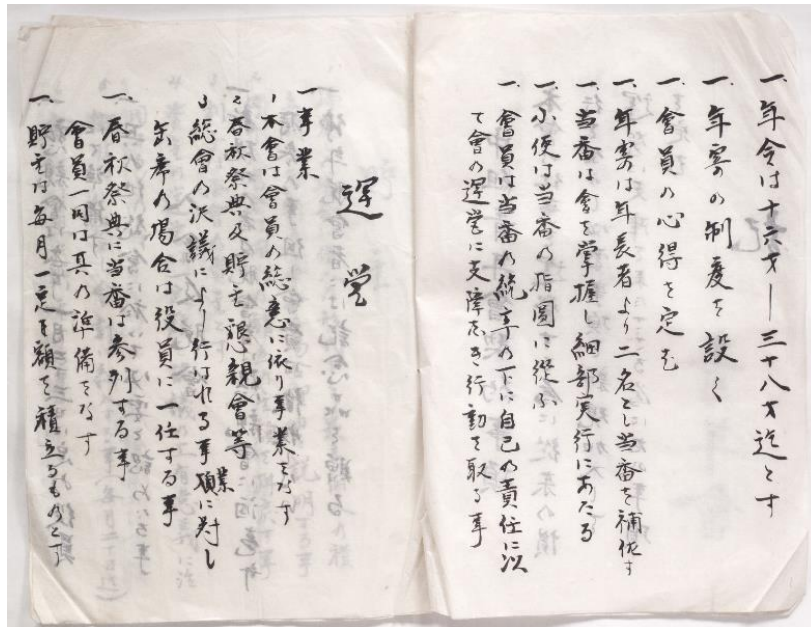 一、年令は十六才ー三十八才迄とす
一、年寄の制度を設く
一、會員の心得を定む
一、年寄は年長者より二名とし当番を補佐す
一、当番は會を掌握し細部実行にあたる
一、小使は当番の指図に從ふ
一、會員は当番の統率の下に自己の責任に以
て會の運営に支障なき行動を取る事
運営
一事業
1本會は會員の総意に依り事業をなす
2春秋祭典及貯金懇親會等
3総會の決議により行はれる事業事項に対し
缺席の場合は役員に一任する事
一、春秋祭典に当番は参列する事
會員一同は其の準備をなす
一、貯金は毎月一定を額を積立るものとす